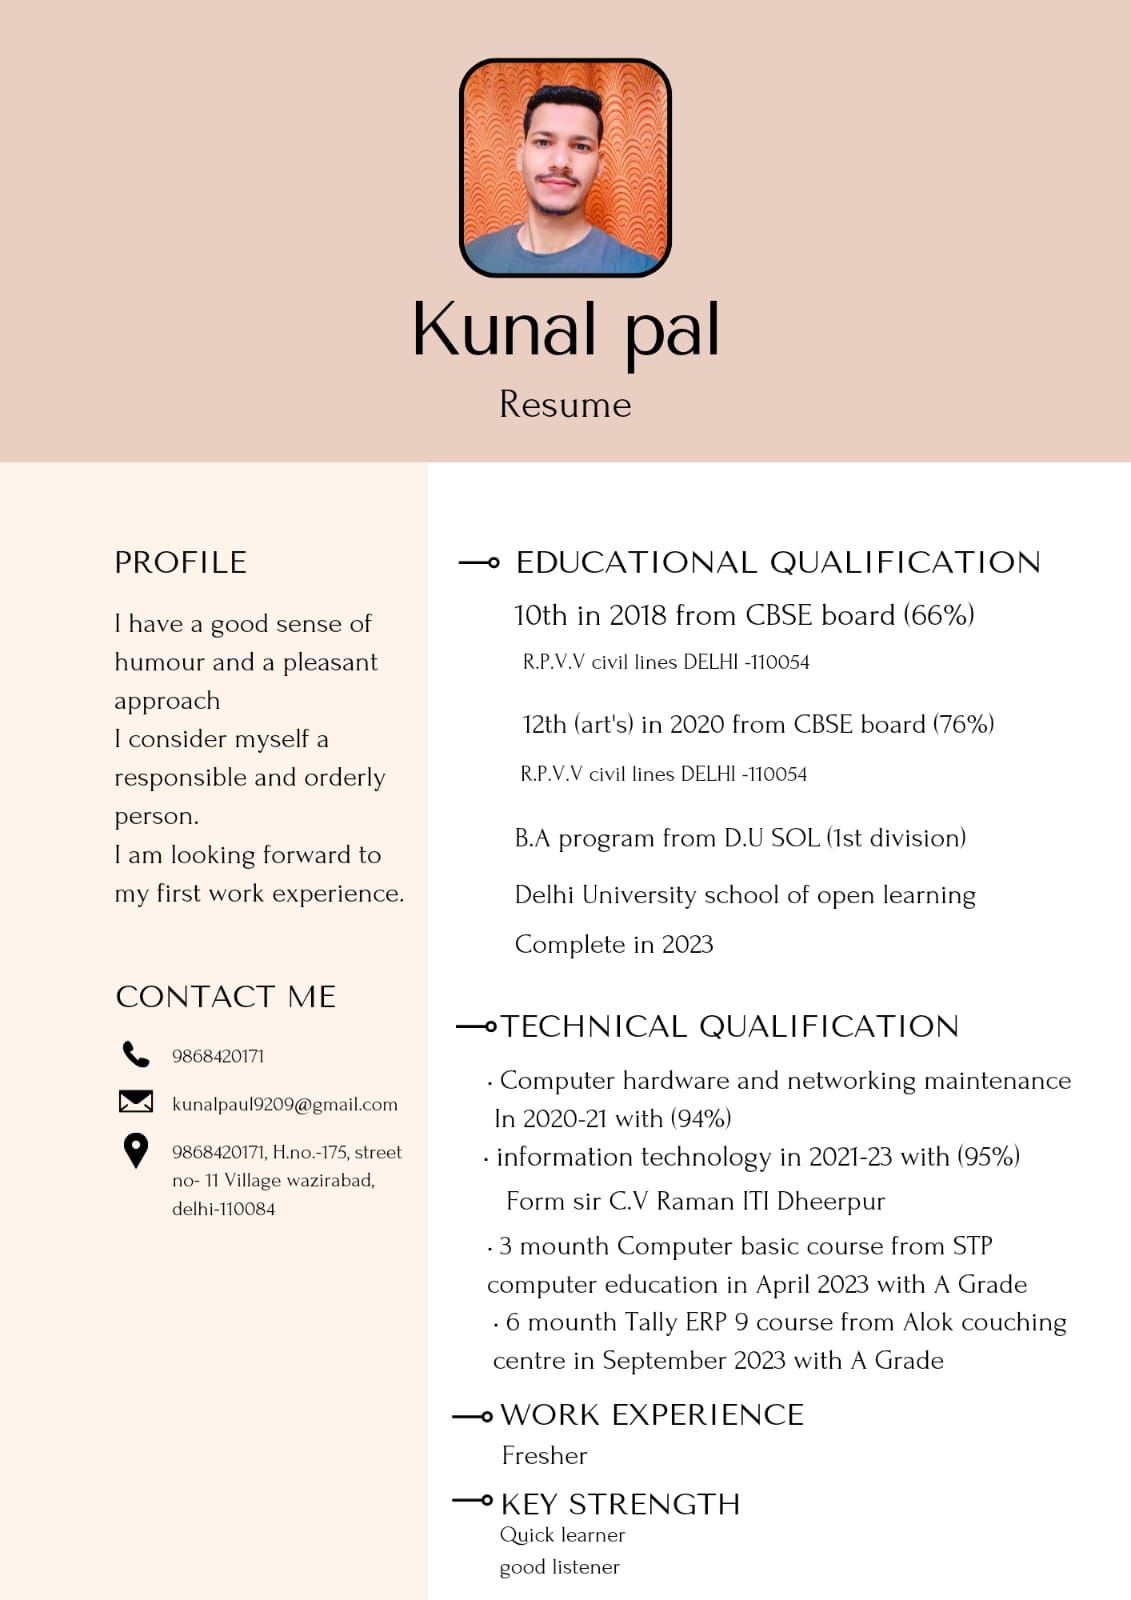 Kunal pal
Resume
PROFILE
I have a good sense of
humour and a pleasant
approach
I consider myself a
responsible and orderly
person.
I am looking forward to
my first work experience.
CONTACT ME
9868420171
kunalpaul9209@gmail.com
9868420171, H.no.-175, street
no- 11 Village wazirabad,
delhi-110084
EDUCATIONAL QUALIFICATION
10th in 2018 from CBSE board (66%)
R.P.V.V civil lines DELHI -110054
12th (art's) in 2020 from CBSE board (76%)
R.P.V.V civil lines DELHI -110054
B.A program from D.U SOL (1st division)
Delhi University school of open learning
Complete in 2023
TECHNICAL QUALIFICATION
· Computer hardware and networking maintenance
In 2020-21 with (94%)
· information technology in 2021-23 with (95%)
Form sir C.V Raman ITI Dheerpur
· 3 mounth Computer basic course from STP
computer education in April 2023 with A Grade
· 6 mounth Tally ERP 9 course from Alok couching
centre in September 2023 with A Grade
WORK EXPERIENCE
Fresher
KEY STRENGTH
Quick learner
good listener